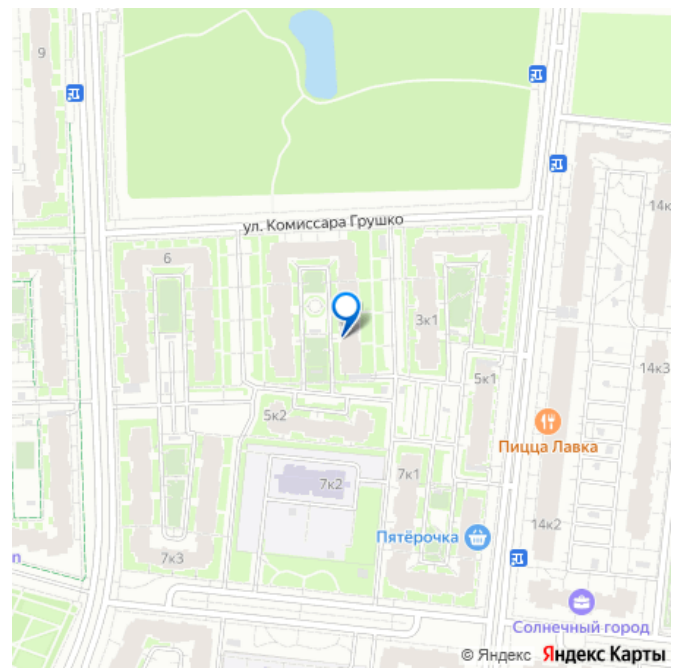 9
14к
ул. Комиссара Грушко
6
3к1
14к3
5к1
5к2
Пицца Лавка
7к1
7к2
14к2
Пятёрочка
7к3
Солнечный город
© Яндекс Яндекс Карты